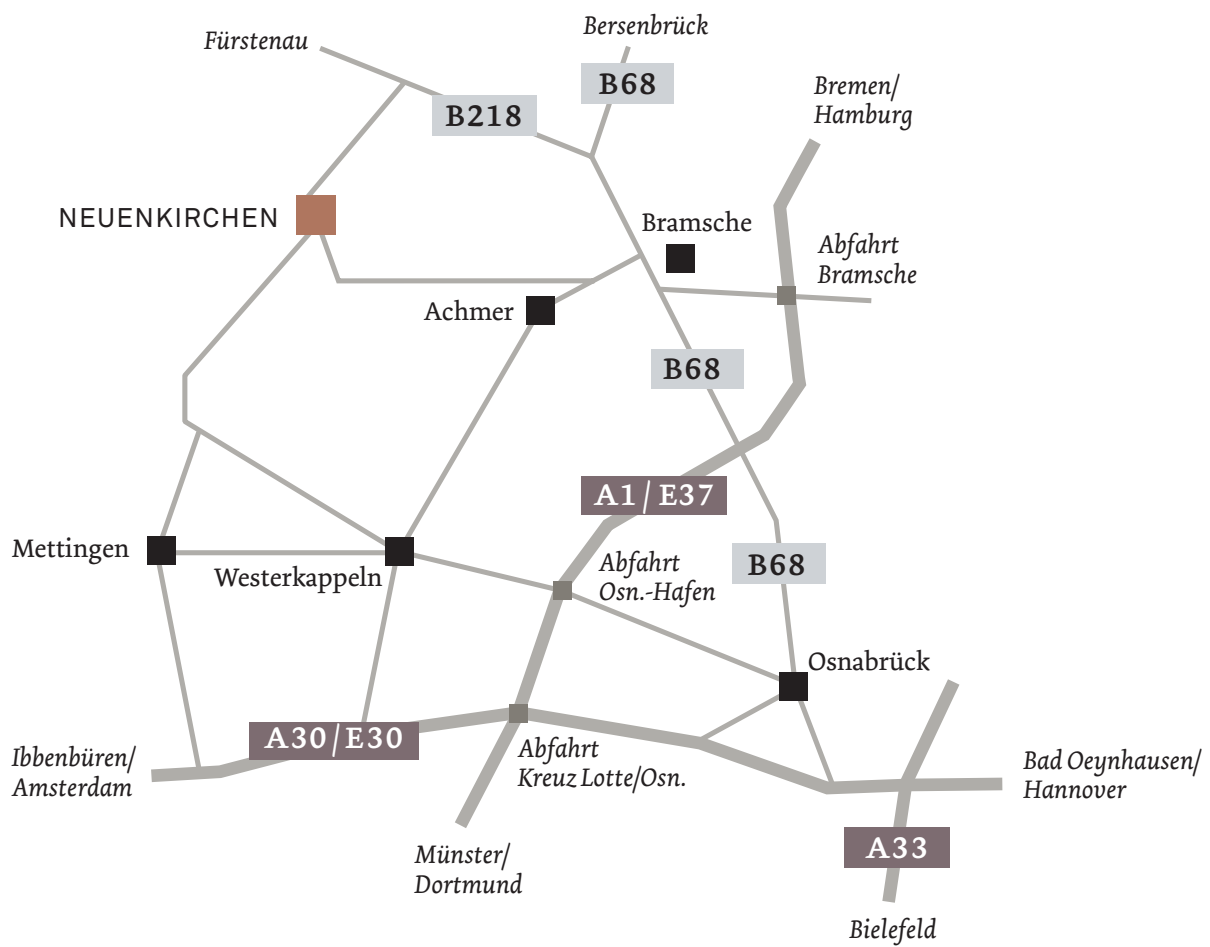 Bersenbrück
Fürstenau
B68
Bremen/
Hamburg
B218
NEUENKIRCHEN
Bramsche
Abfahrt
Bramsche
Achmer
B68
A1/E37
Mettingen
Westerkappeln
Abfahrt
Osn.-Hafen
B68
Osnabrück
A30/E30
Ibbenbüren/
Amsterdam
Abfahrt
Kreuz Lotte/Osn.
Bad Oeynhausen/
Hannover
Münster/
Dortmund
A33
Bielefeld